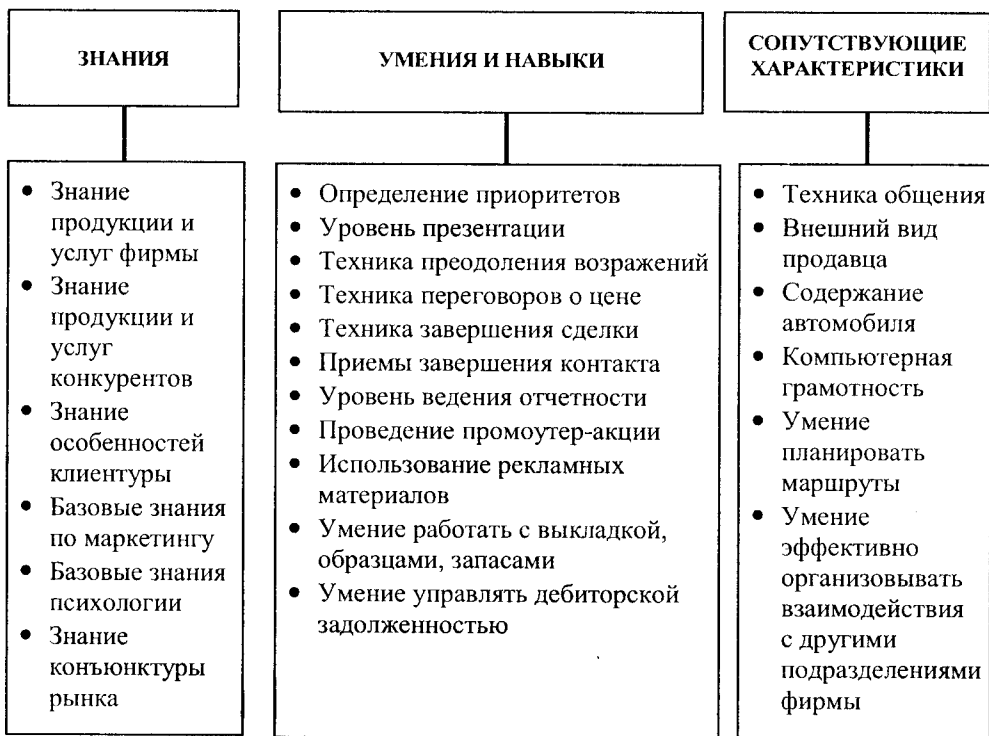 ЗНАНИЯ
• Знание
продукции и
услуг фирмы
• Знание
продукции и
услуг
конкурентов
• Знание
особенностей
клиентуры
• Базовые знания
по маркетингу
• Базовые знания
психологии
• Знание
конъюнктуры
рынка
УМЕНИЯ И НАВЫКИ
• Определение приоритетов
• Уровень презентации
• Техника преодоления возражений
• Техника переговоров о цене
• Техника завершения сделки
• Приемы завершения контакта
• Уровень ведения отчетности
• Проведение промоутер-акции
• Использование рекламных
материалов
• Умение работать с выкладкой,
образцами, запасами
• Умение управлять дебиторской
задолженностью
СОПУТСТВУЮЩИЕ
ХАРАКТЕРИСТИКИ
• Техника общения
• Внешний вид
продавца
• Содержание
автомобиля
• Компьютерная
грамотность
• Умение
планировать
маршруты
• Умение
эффективно
организовывать
взаимодействия
с другими
подразделениями
фирмы